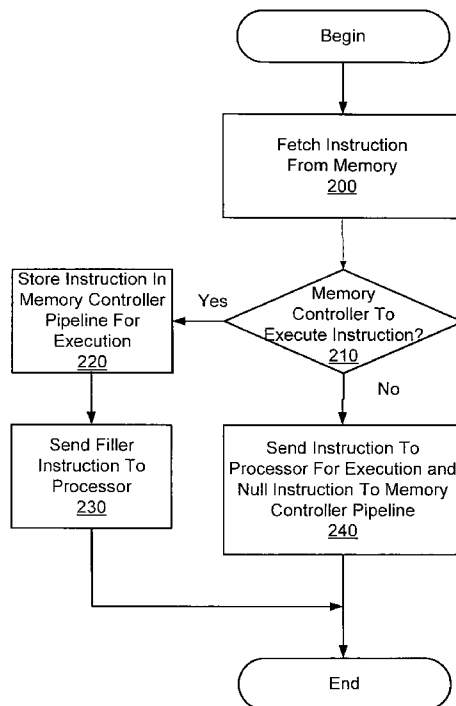 Begin
Fetch Instruction
From Memory
200
Memory
Controller To
Execute Instruction?
210
Yes
No
Store Instruction In
Memory Controller
Pipeline For
Execution
220
Send Filler
Instruction To
Processor
230
Send Instruction To
Processor For Execution and
Null Instruction To Memory
Controller Pipeline
240
End